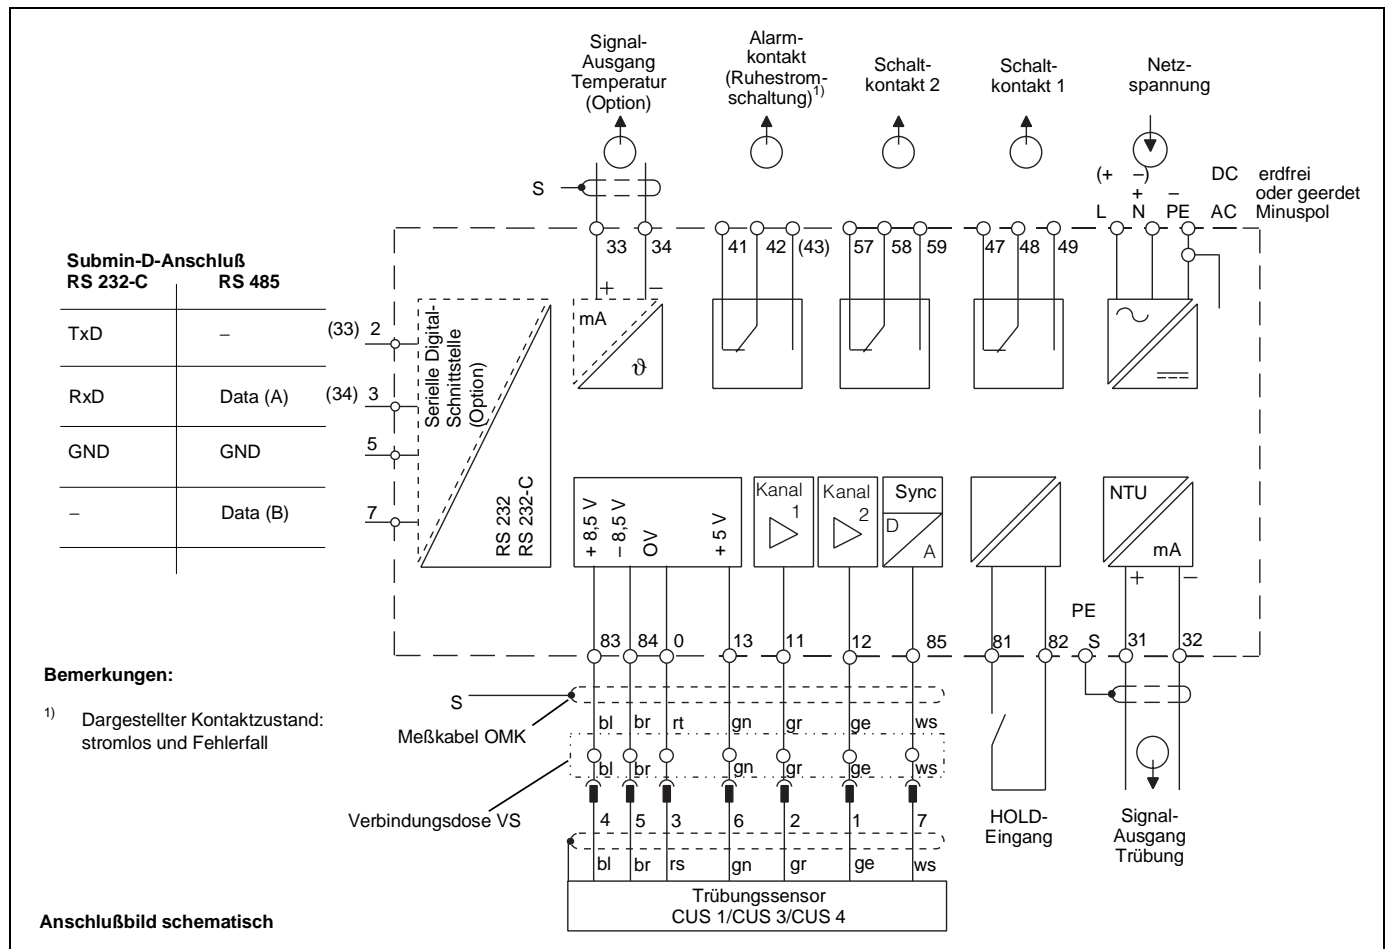 Signal-
Ausgang
Temperatur
(Option)
Alarm-
kontakt
(Ruhestrom-
schaltung)1)
Schalt-
kontakt 2
Schalt-
kontakt 1
Netz-
spannung
S
(+ –) DC erdfrei
+ – oder geerdet
L N PE AC Minuspol
33 34 41 42 (43) 57 58 59 47 48 49
Submin-D-Anschluß
RS 232-C RS 485
TxD – (33) 2
RxD Data (A) (34) 3
GND GND 5
– Data (B) 7
Serielle Digital-
Schnittstelle
(Option)
RS 232
RS 232-C
+ –
mA
ϑ
+ 8,5 V
– 8,5 V
OV
+ 5 V
Kanal
1
Kanal
2
Sync
D
A
NTU
mA
+ –
PE
83 84 0 13 11 12 85 81 82 S 31 32
Bemerkungen:
1) Dargestellter Kontaktzustand:
stromlos und Fehlerfall
S
Meßkabel OMK
bl br rt gn gr ge ws
bl br gn gr ge ws
Verbindungsdose VS
4 5 3 6 2 1 7
bl br rs gn gr ge ws
HOLD-
Eingang
Signal-
Ausgang
Trübung
Trübungssensor
CUS 1/CUS 3/CUS 4
Anschlußbild schematisch